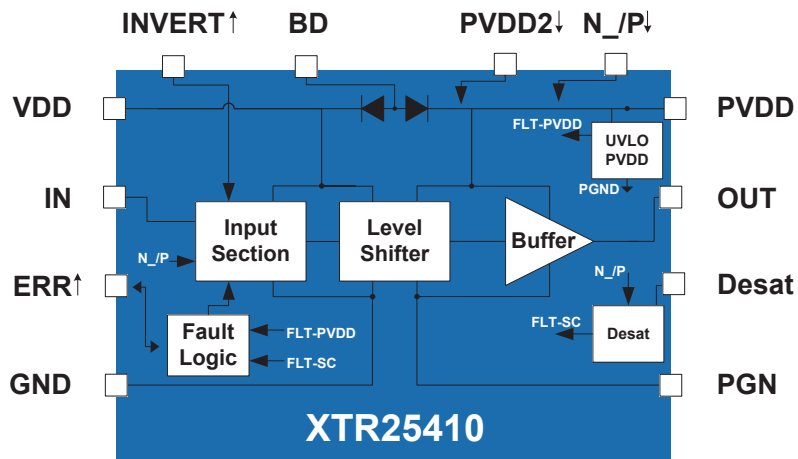 INVERT↑ BD PVDD2↓ N_/P↓
VDD PVDD
FLT-PVDD
UVLO
PVDD
PGND
IN OUT
Input
Section
Level
Shifter
Buffer
N_/P
N_/P
ERR↑ Desat
Fault
Logic
FLT-PVDD
FLT-SC
FLT-SC
Desat
GND PGN
XTR25410